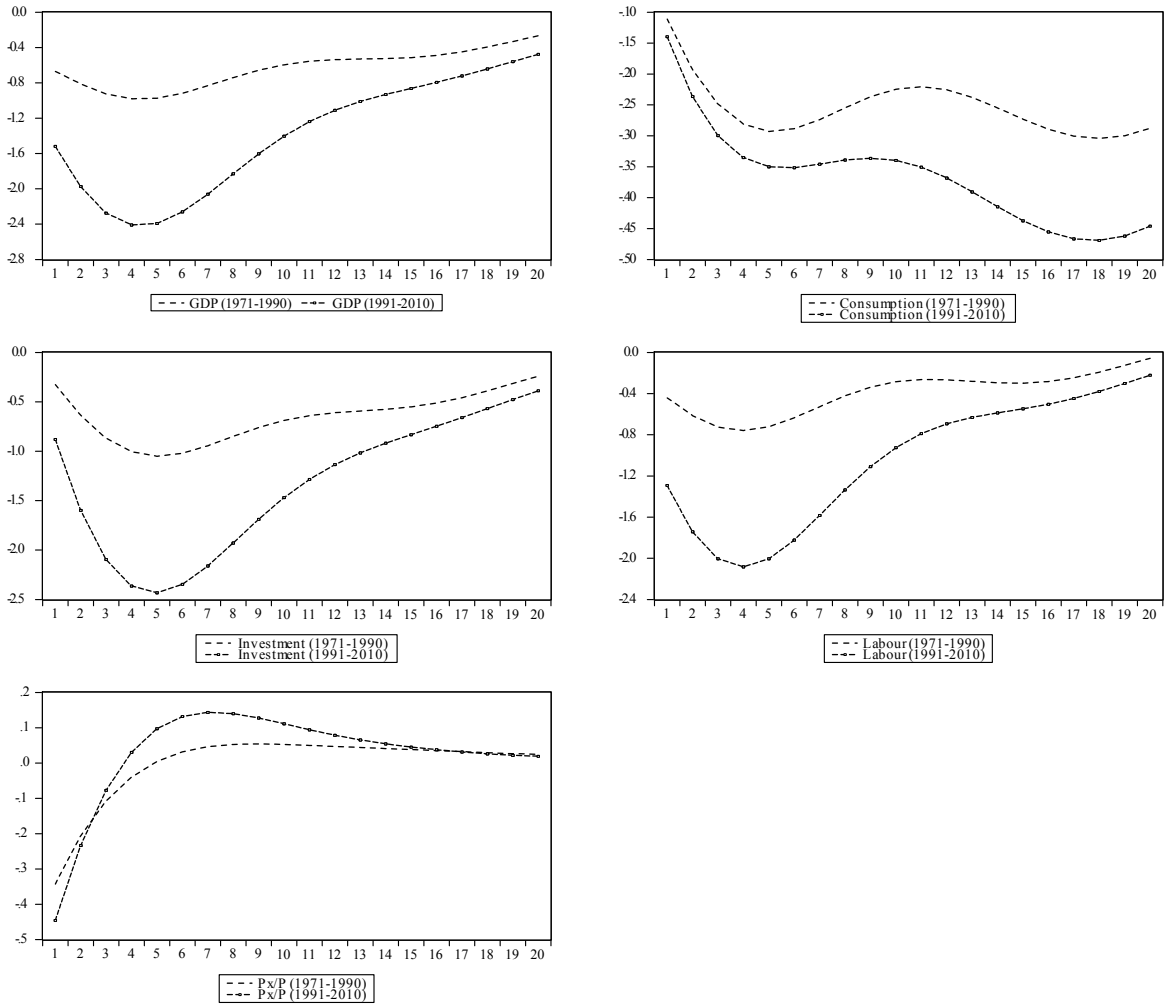 0.0
-0.4
-0.8
-1.2
-1.6
-2.0
-2.4
-2.8
1 2 3 4 5 6 7 8 9 10 11 12 13 14 15 16 17 18 19 20
GDP (1971-1990) GDP (1991-2010)
-.10
-.15
-.20
-.25
-.30
-.35
-.40
-.45
-.50
1 2 3 4 5 6 7 8 9 10 11 12 13 14 15 16 17 18 19 20
Consumption (1971-1990)
Consumption (1991-2010)
0.0
-0.5
-1.0
-1.5
-2.0
-2.5
1 2 3 4 5 6 7 8 9 10 11 12 13 14 15 16 17 18 19 20
Investment (1971-1990)
Investment (1991-2010)
0.0
-0.4
-0.8
-1.2
-1.6
-2.0
-2.4
1 2 3 4 5 6 7 8 9 10 11 12 13 14 15 16 17 18 19 20
Labour (1971-1990)
Labour (1991-2010)
.2
.1
.0
-.1
-.2
-.3
-.4
-.5
1 2 3 4 5 6 7 8 9 10 11 12 13 14 15 16 17 18 19 20
Px/P (1971-1990)
Px/P (1991-2010)